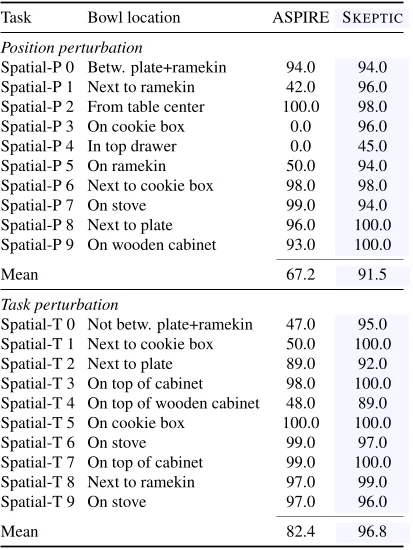 Task Bowl location ASPIRE SKEPTIC
Position perturbation
Spatial-P 0 Betw. plate+ramekin 94.0 94.0
Spatial-P 1 Next to ramekin 42.0 96.0
Spatial-P 2 From table center 100.0 98.0
Spatial-P 3 On cookie box 0.0 96.0
Spatial-P 4 In top drawer 0.0 45.0
Spatial-P 5 On ramekin 50.0 94.0
Spatial-P 6 Next to cookie box 98.0 98.0
Spatial-P 7 On stove 99.0 94.0
Spatial-P 8 Next to plate 96.0 100.0
Spatial-P 9 On wooden cabinet 93.0 100.0
Mean 67.2 91.5
Task perturbation
Spatial-T 0 Not betw. plate+ramekin 47.0 95.0
Spatial-T 1 Next to cookie box 50.0 100.0
Spatial-T 2 Next to plate 89.0 92.0
Spatial-T 3 On top of cabinet 98.0 100.0
Spatial-T 4 On top of wooden cabinet 48.0 89.0
Spatial-T 5 On cookie box 100.0 100.0
Spatial-T 6 On stove 99.0 97.0
Spatial-T 7 On top of cabinet 99.0 100.0
Spatial-T 8 Next to ramekin 97.0 99.0
Spatial-T 9 On stove 97.0 96.0
Mean 82.4 96.8